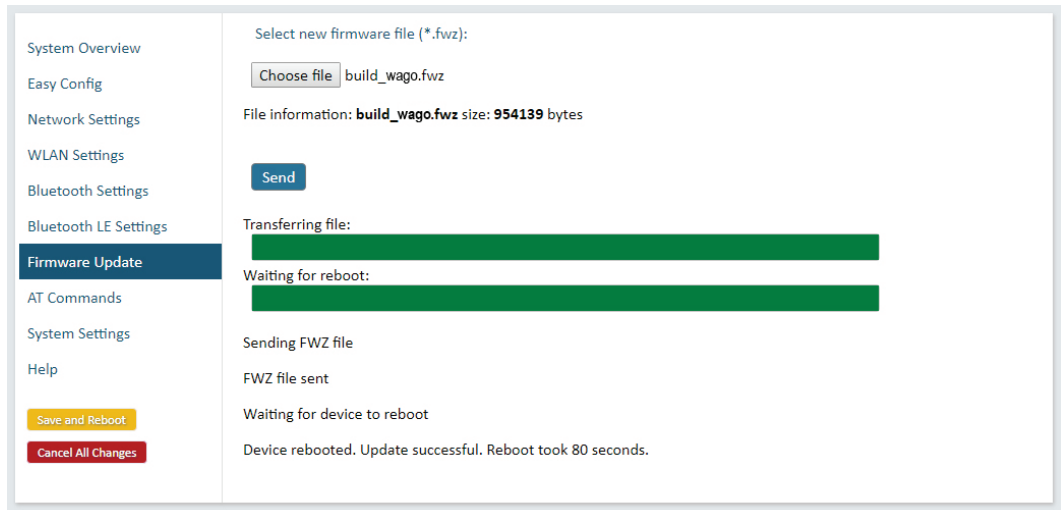 System Overview
Easy Config
Network Settings
WLAN Settings
Bluetooth Settings
Bluetooth LE Settings
Firmware Update
AT Commands
System Settings
Help
Save and Reboot
Cancel All Changes
Select new firmware file (*.fwz):
Choose file build_wago.fwz
File information: build_wago.fwz size: 954139 bytes
Send
Transferring file:
Waiting for reboot:
Sending FWZ file
FWZ file sent
Waiting for device to reboot
Device rebooted. Update successful. Reboot took 80 seconds.